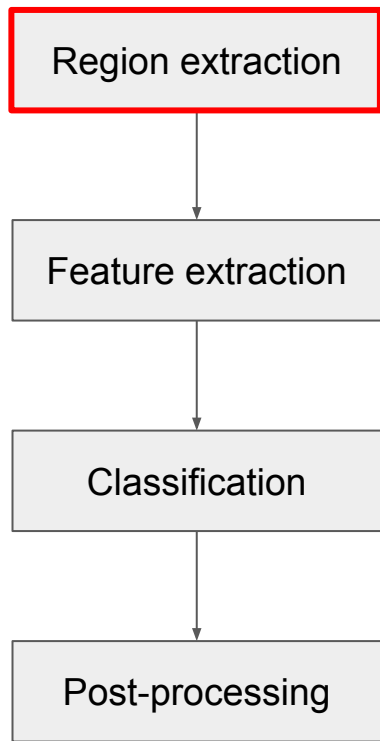 Region extraction
Feature extraction
Classification
Post-processing